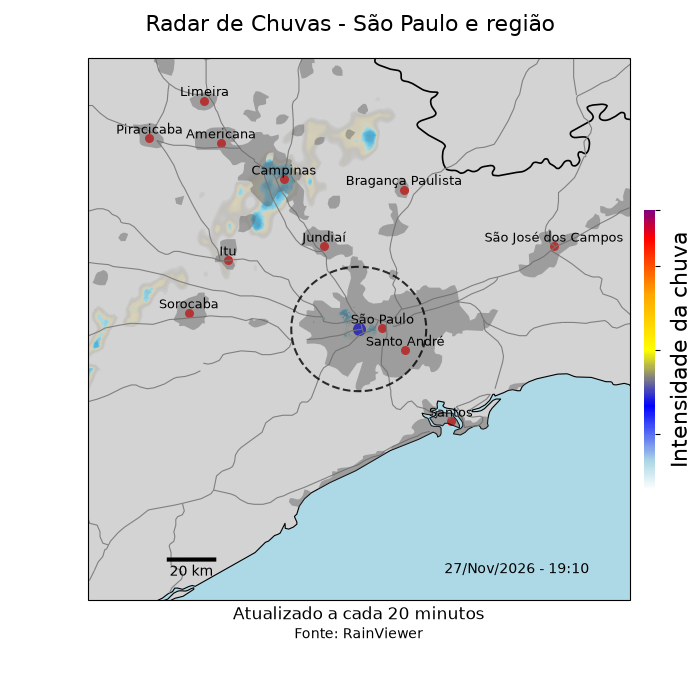 Radar de Chuvas - São Paulo e região
Limeira
Piracicaba
Americana
Campinas
Bragança Paulista
Jundiaí
São José dos Campos
Itu
Sorocaba
São Paulo
Santo André
Santos
Intensidade da chuva
20 km
27/Nov/2026 - 19:10
Atualizado a cada 20 minutos
Fonte: RainViewer